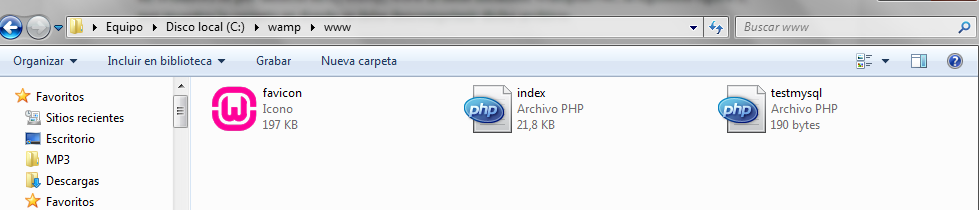 Equipo ▸ Disco local (C:) ▸ wamp ▸ www
Buscar www
Organizar Incluir en biblioteca Grabar Nueva carpeta
Favoritos
Sitios recientes
Escritorio
MP3
Descargas
Favoritos
favicon
Icono
197 KB
php
index
Archivo PHP
21,8 KB
php
testmysql
Archivo PHP
190 bytes